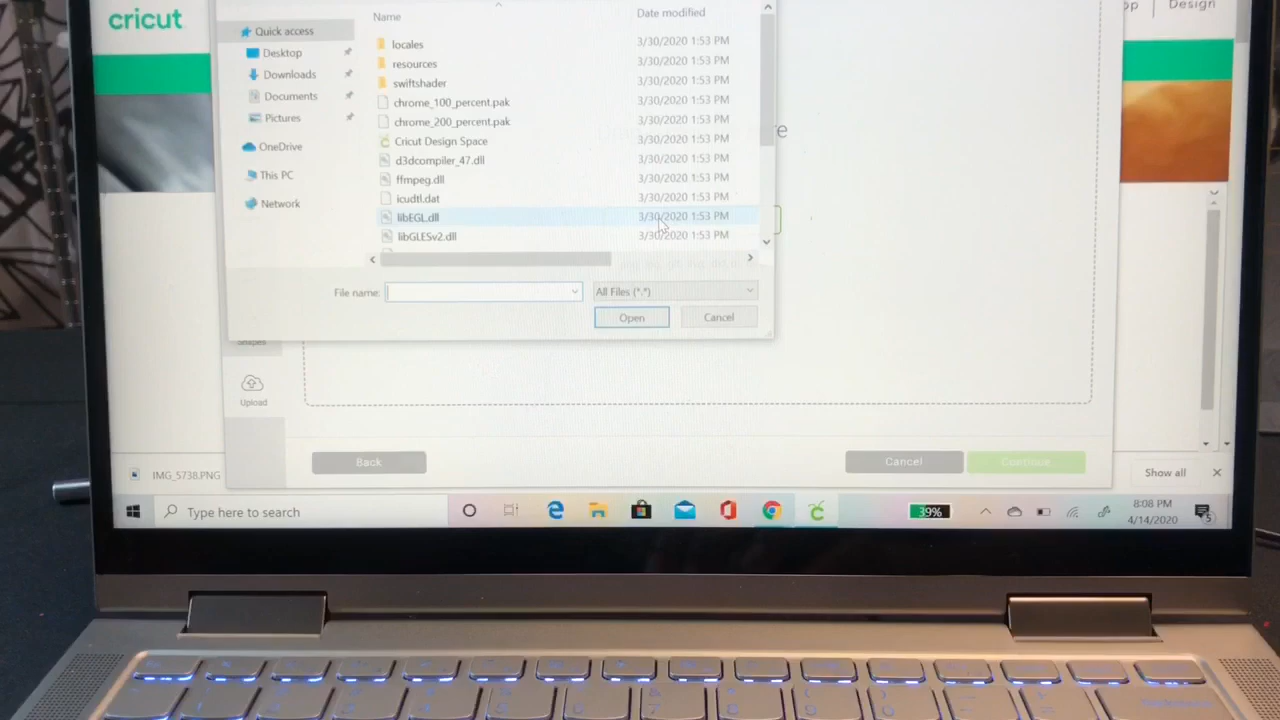 cricut
Design
Name
Date modified
Quick access
Desktop
Downloads
Documents
Pictures
OneDrive
This PC
Network
locales 3/30/2020 1:53 PM
resources 3/30/2020 1:53 PM
swiftshader 3/30/2020 1:53 PM
chrome_100_percent.pak 3/30/2020 1:53 PM
chrome_200_percent.pak 3/30/2020 1:53 PM
Cricut Design Space 3/30/2020 1:53 PM
d3dcompiler_47.dll 3/30/2020 1:53 PM
ffmpeg.dll 3/30/2020 1:53 PM
icudtl.dat 3/30/2020 1:53 PM
libEGL.dll 3/30/2020 1:53 PM
libGLESv2.dll 3/30/2020 1:53 PM
File name:
All Files (*.*)
Open
Cancel
Shapes
Upload
Back
Cancel
Continue
IMG_5738.PNG
Show all
Type here to search
39%
8:08 PM
4/14/2020
5